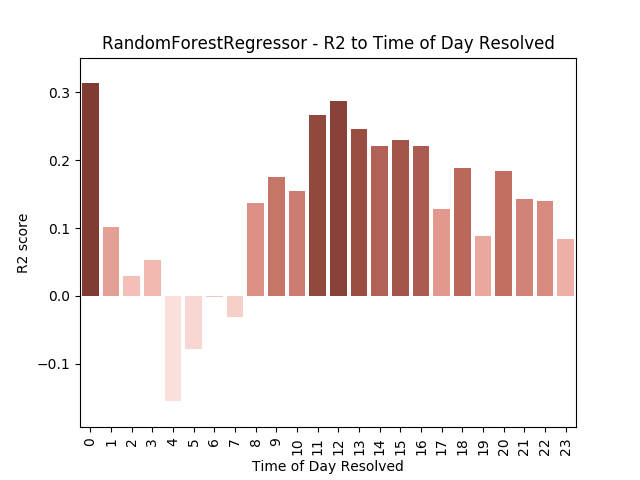 RandomForestRegressor - R2 to Time of Day Resolved
R2 score
0.3
0.2
0.1
0.0
−0.1
0 1 2 3 4 5 6 7 8 9 10 11 12 13 14 15 16 17 18 19 20 21 22 23
Time of Day Resolved